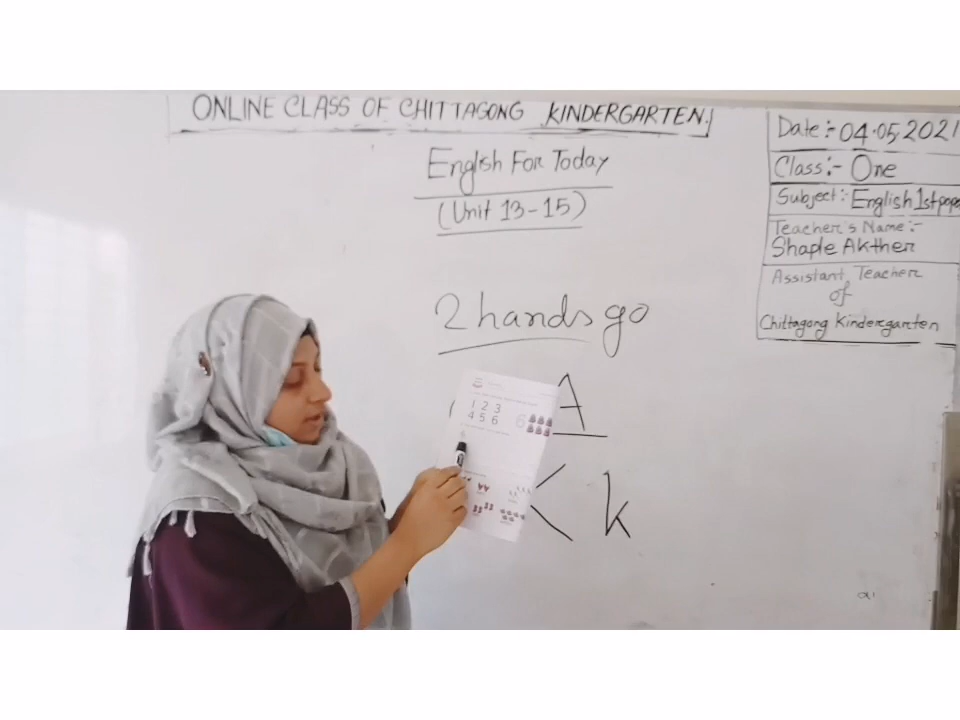 ONLINE CLASS OF CHITTAGONG KINDERGARTEN.
English For Today
(Unit 13-15)
Date:- 04.05.2021
Class:- One
Subject:- English 1st pape
Teacher's Name:-
Shaple Akther
Assistant Teacher
of
Chittagong Kindergarten
2 hands go
A
K k
1 2 3
4 5 6
6